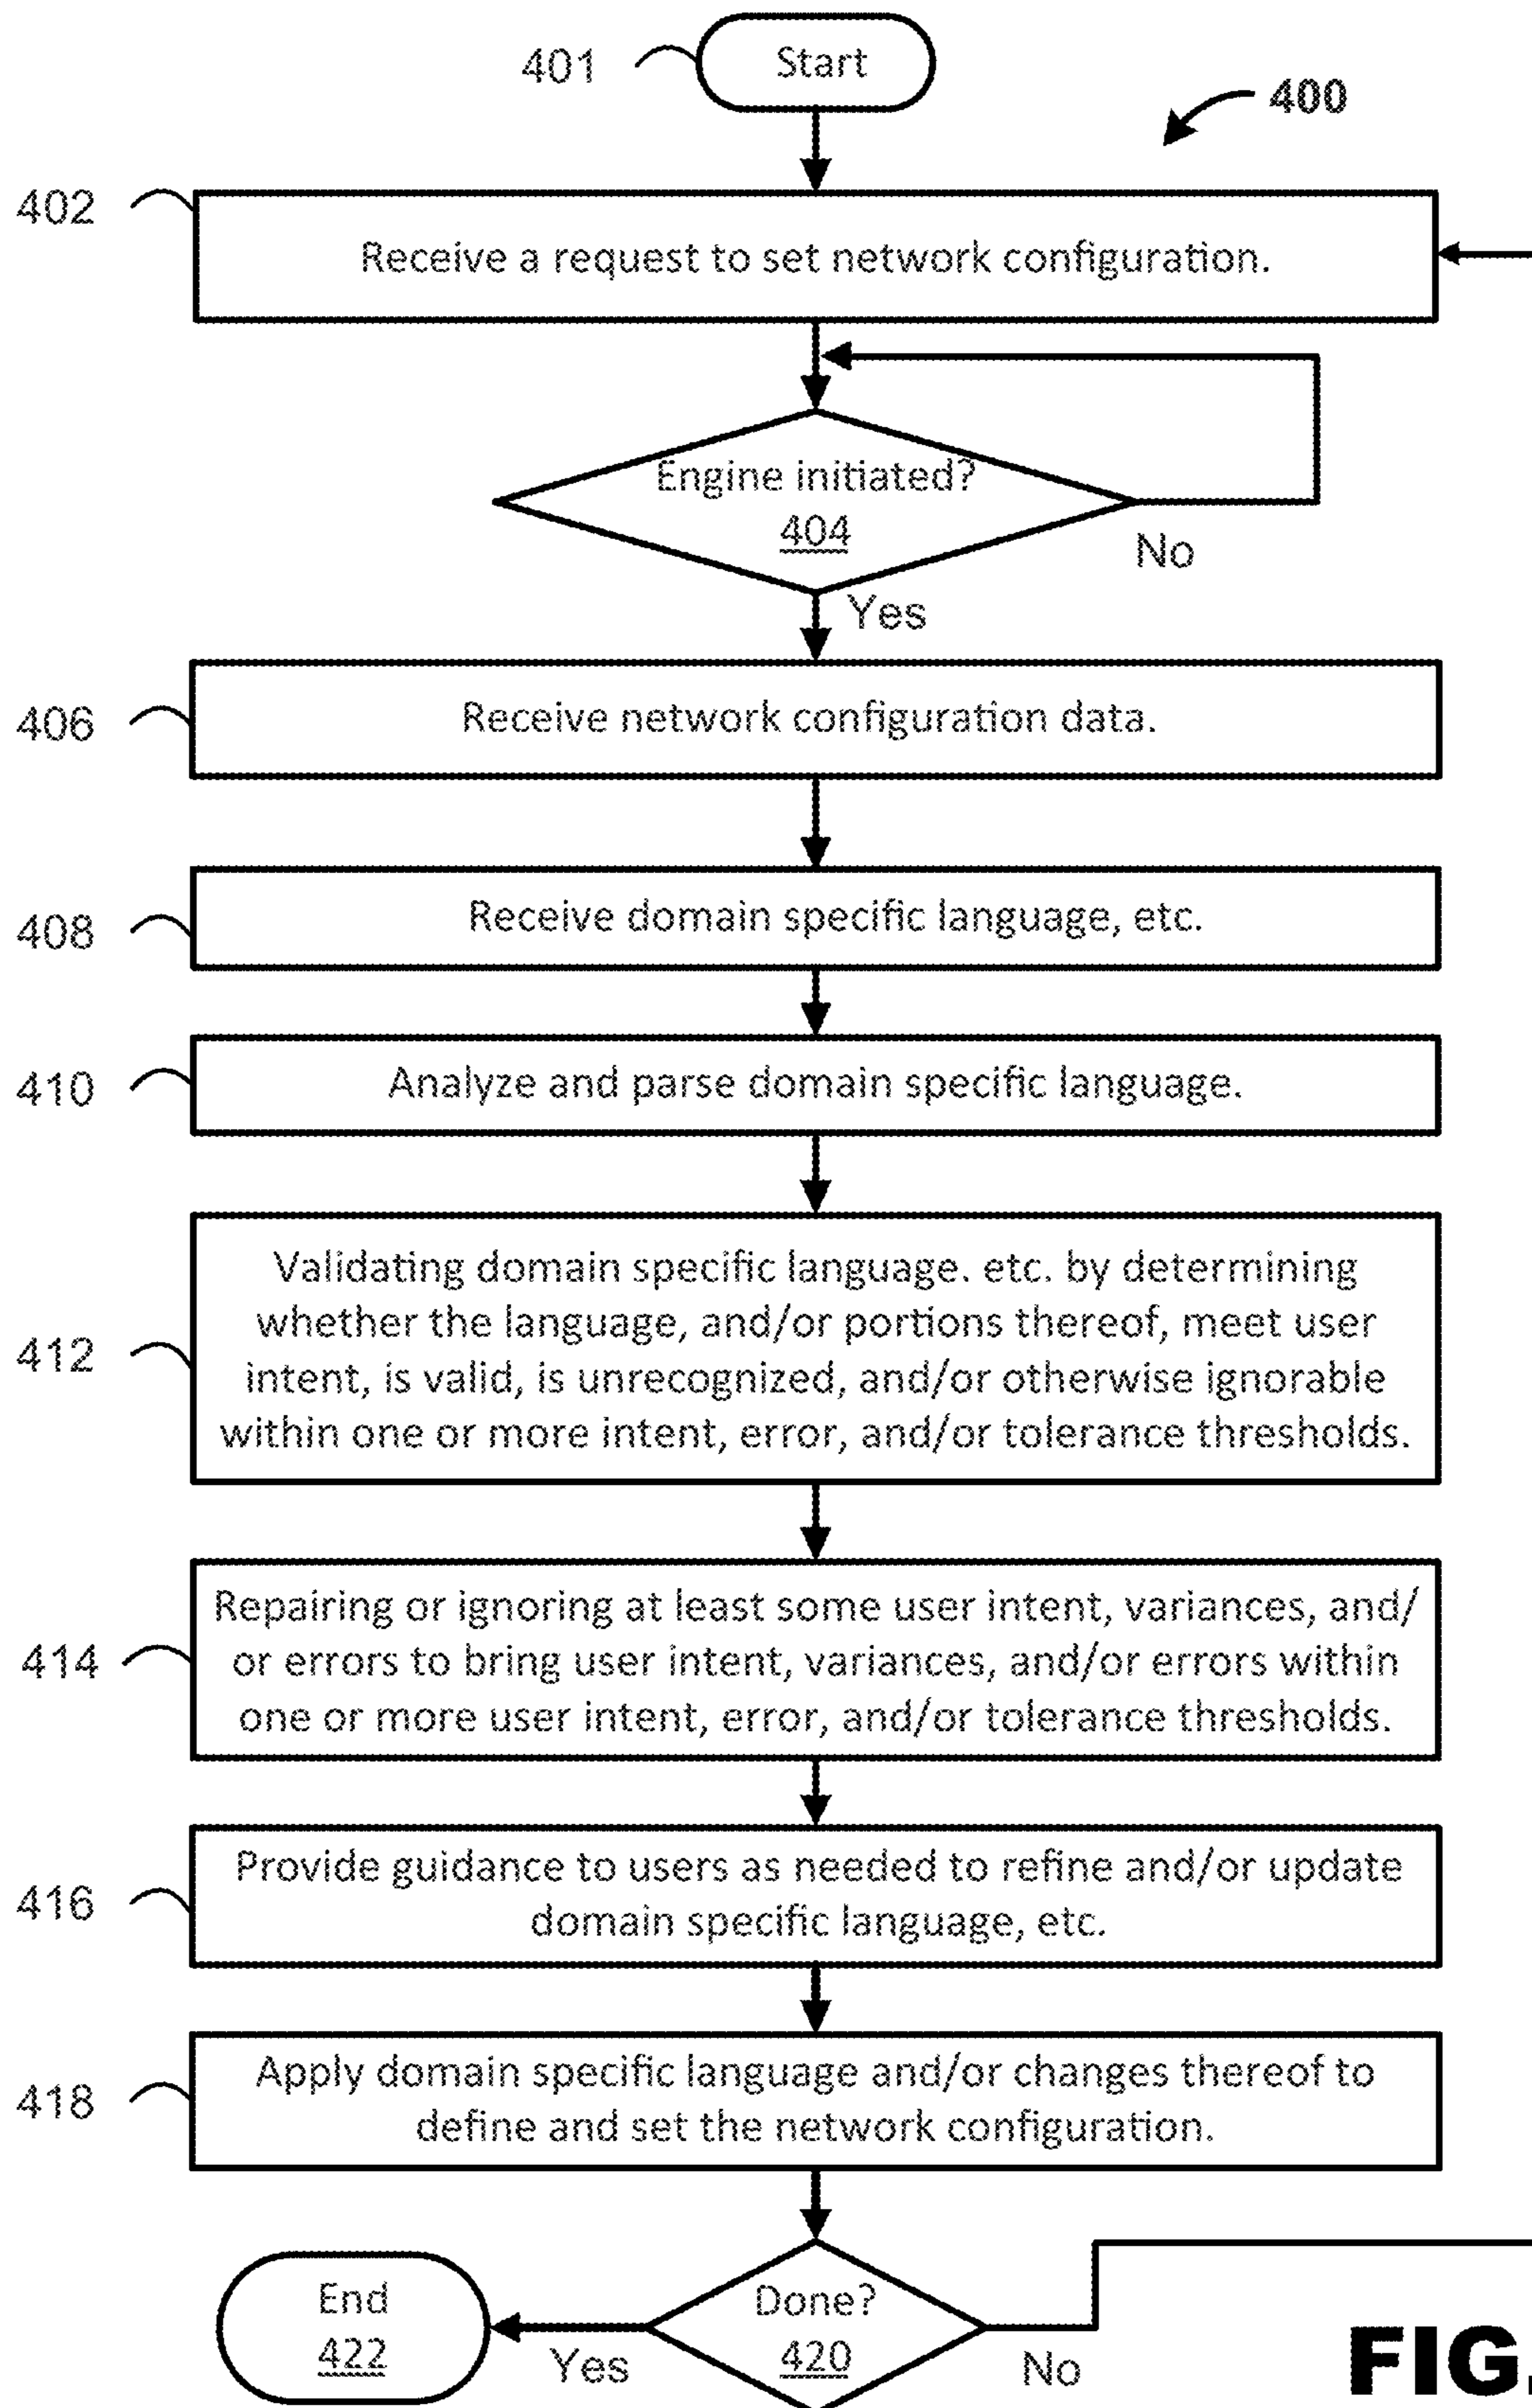 401
Start
400
402
Receive a request to set network configuration.
Engine initiated?
404
No
Yes
406
Receive network configuration data.
408
Receive domain specific language, etc.
410
Analyze and parse domain specific language.
412
Validating domain specific language. etc. by determining
whether the language, and/or portions thereof, meet user
intent, is valid, is unrecognized, and/or otherwise ignorable
within one or more intent, error, and/or tolerance thresholds.
414
Repairing or ignoring at least some user intent, variances, and/
or errors to bring user intent, variances, and/or errors within
one or more user intent, error, and/or tolerance thresholds.
416
Provide guidance to users as needed to refine and/or update
domain specific language, etc.
418
Apply domain specific language and/or changes thereof to
define and set the network configuration.
End
422
Yes
Done?
420
No
FIG.